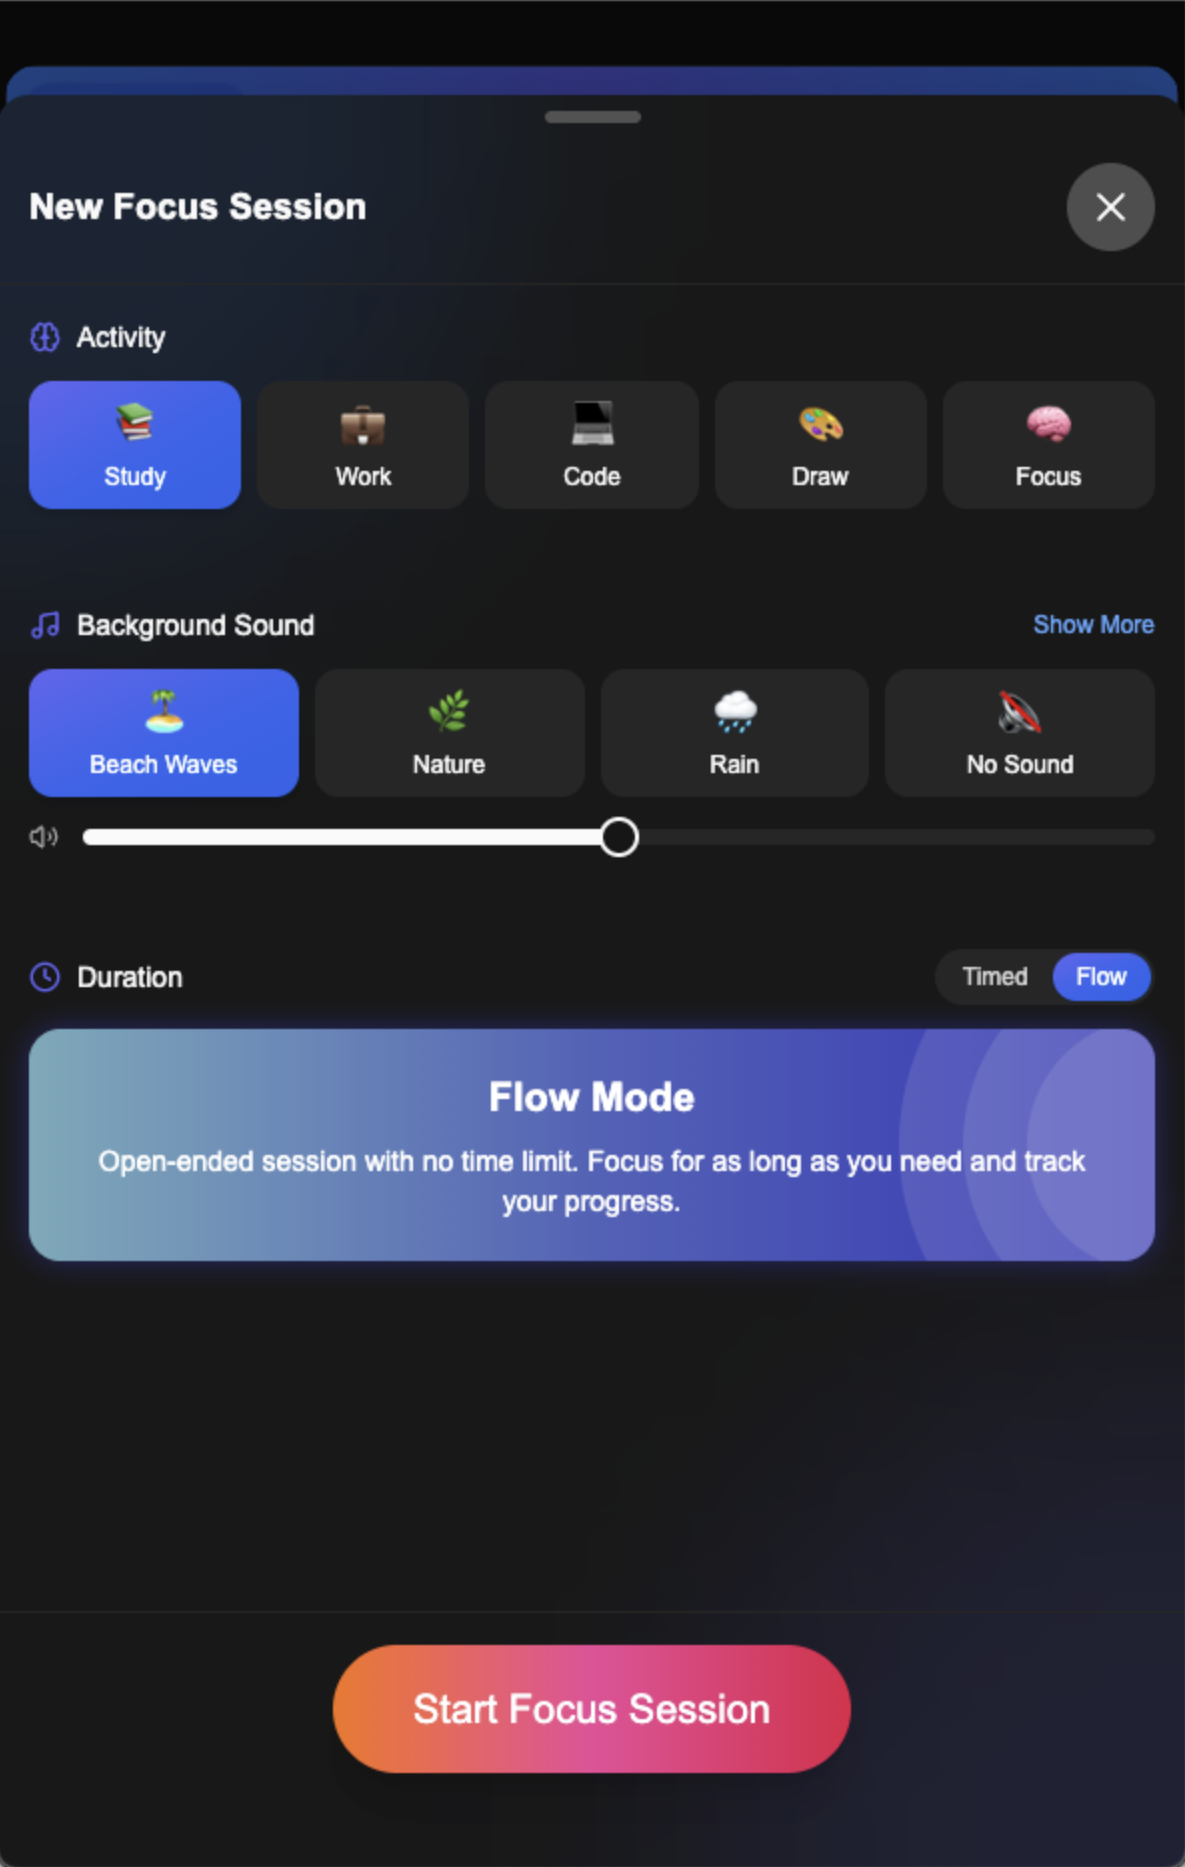 New Focus Session
Activity
Study
Work
Code
Draw
Focus
Background Sound
Show More
Beach Waves
Nature
Rain
No Sound
Duration
Timed
Flow
Flow Mode
Open-ended session with no time limit. Focus for as long as you need and track
your progress.
Start Focus Session